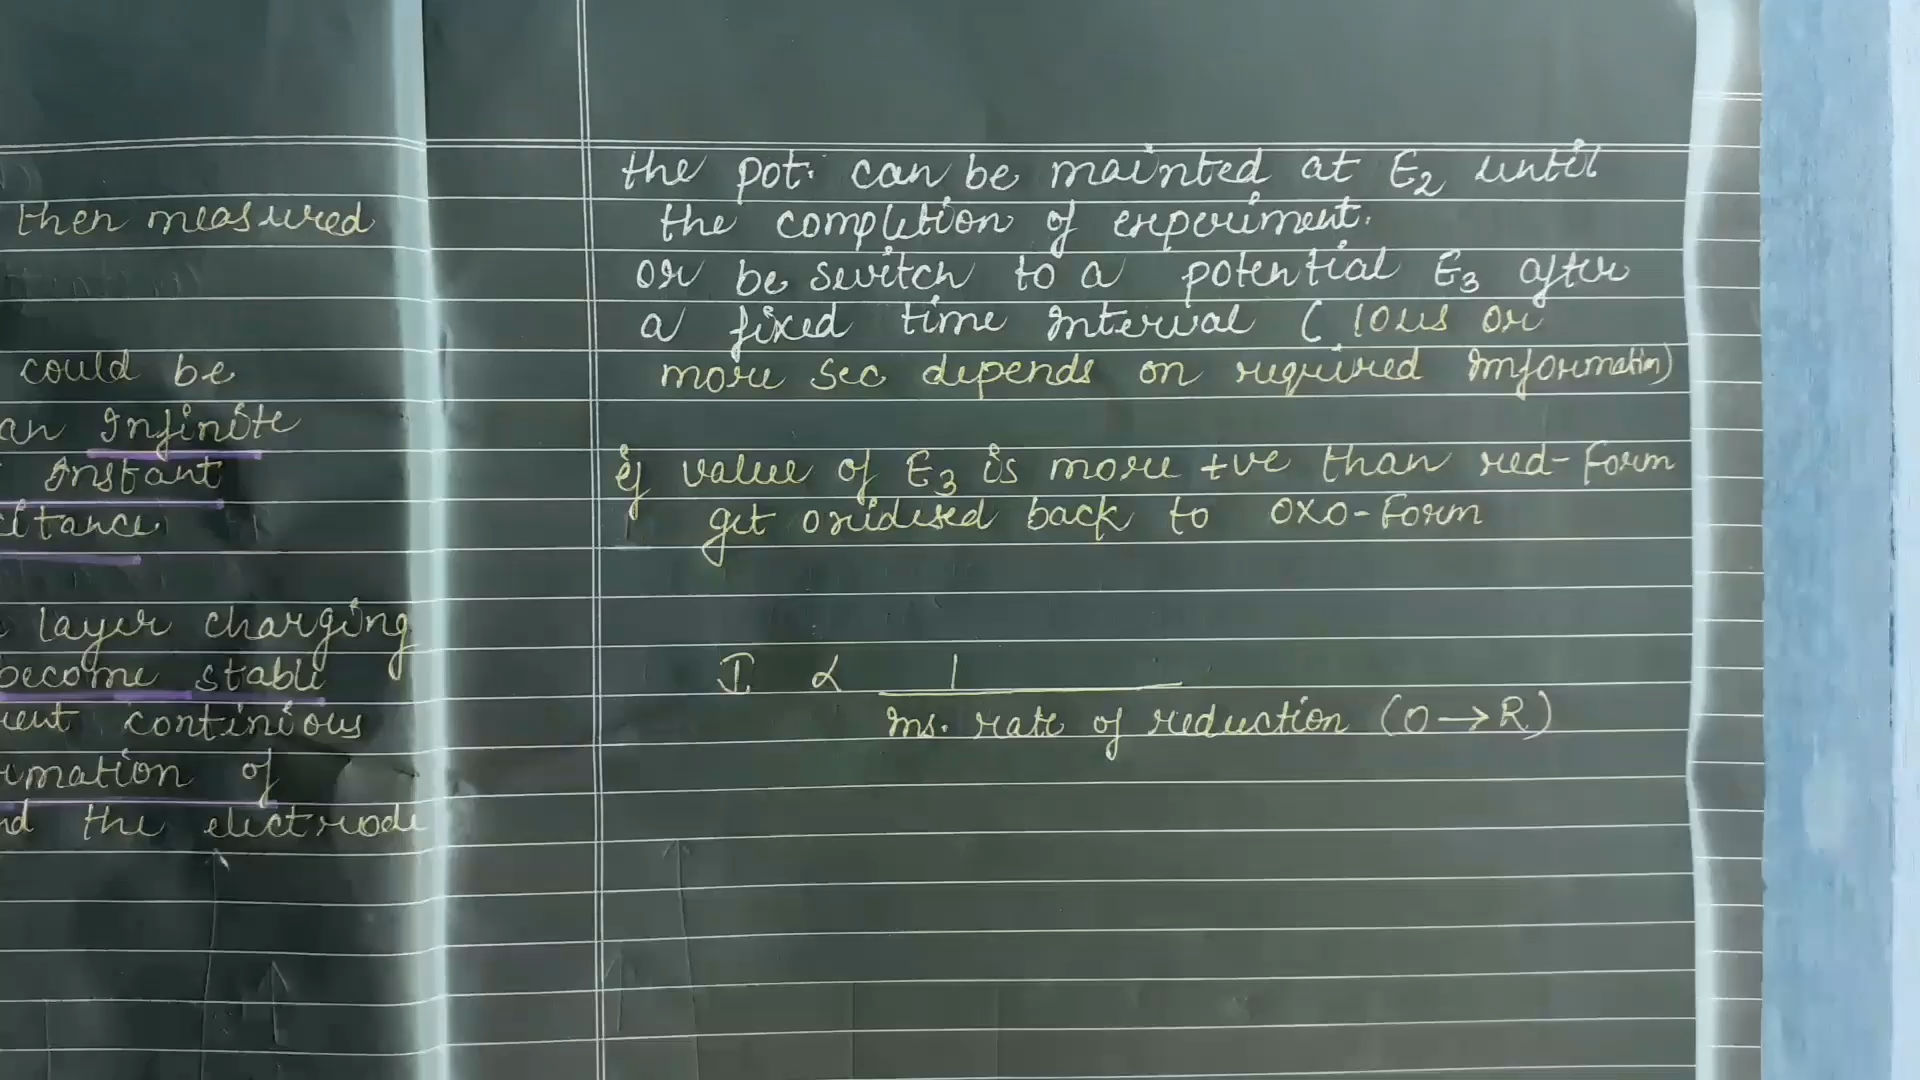 then measured
could be
an Infinite
Instant
citance
layer charging
become stable
continious
mation of
the electrode
the pot. can be mainted at E2 until
the completion of experiment.
or be switch to a potential E3 after
a fixed time Interval ( 10us or
more sec depends on required Information)
if value of E3 is more +ve than red-form
get oxidised back to oxo-form
I ∝ 1
ms. rate of reduction (O→R)